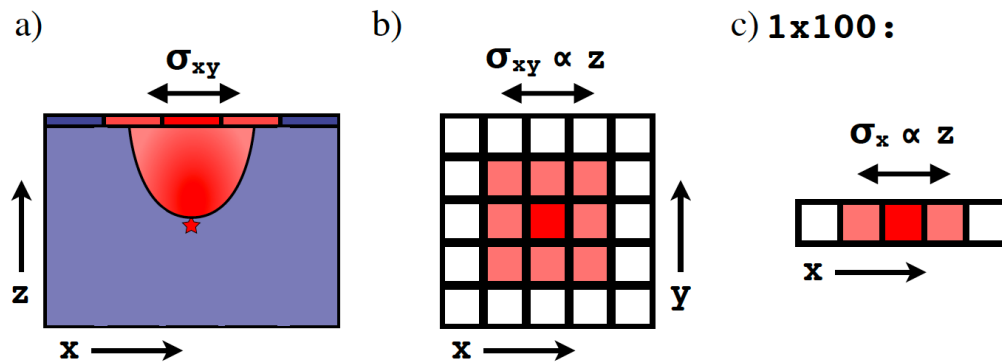 a)
σxy
z
x
b)
σxy ∝ z
x
y
c) 1x100:
σx ∝ z
x